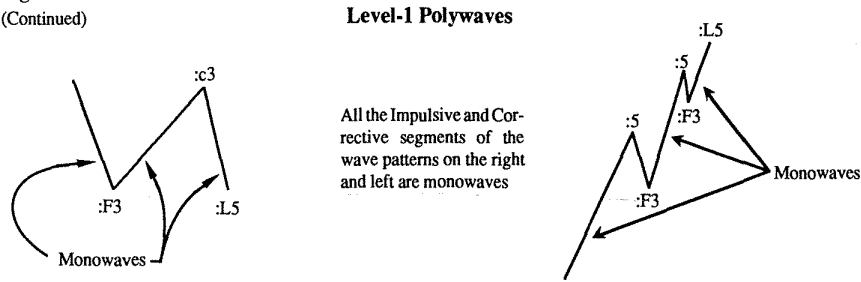 (Continued)
Level-1 Polywaves
:c3
:F3
:L5
Monowaves
All the Impulsive and Cor-
rective segments of the
wave patterns on the right
and left are monowaves
:L5
:5
:5
:F3
:F3
Monowaves